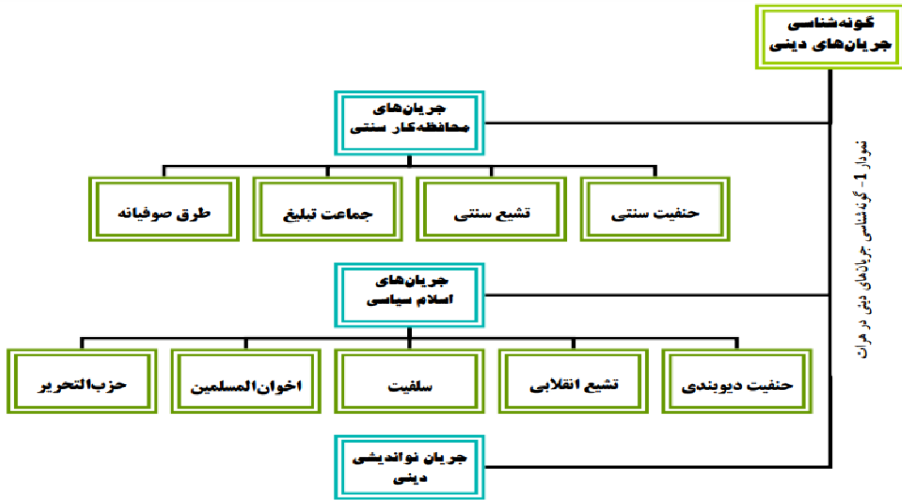 گونه‌شناسی
جریان‌های دینی
جریان‌های
محافظه‌کار سنتی
حنفیت سنتی
تشیع سنتی
جماعت تبلیغ
طرق صوفیانه
جریان‌های
اسلام سیاسی
حنفیت دیوبندی
تشیع انقلابی
سلفیت
اخوان‌المسلمین
حزب‌التحریر
جریان نواندیشی
دینی
نمودار 1- گونه‌شناسی جریان‌های دینی در هرات